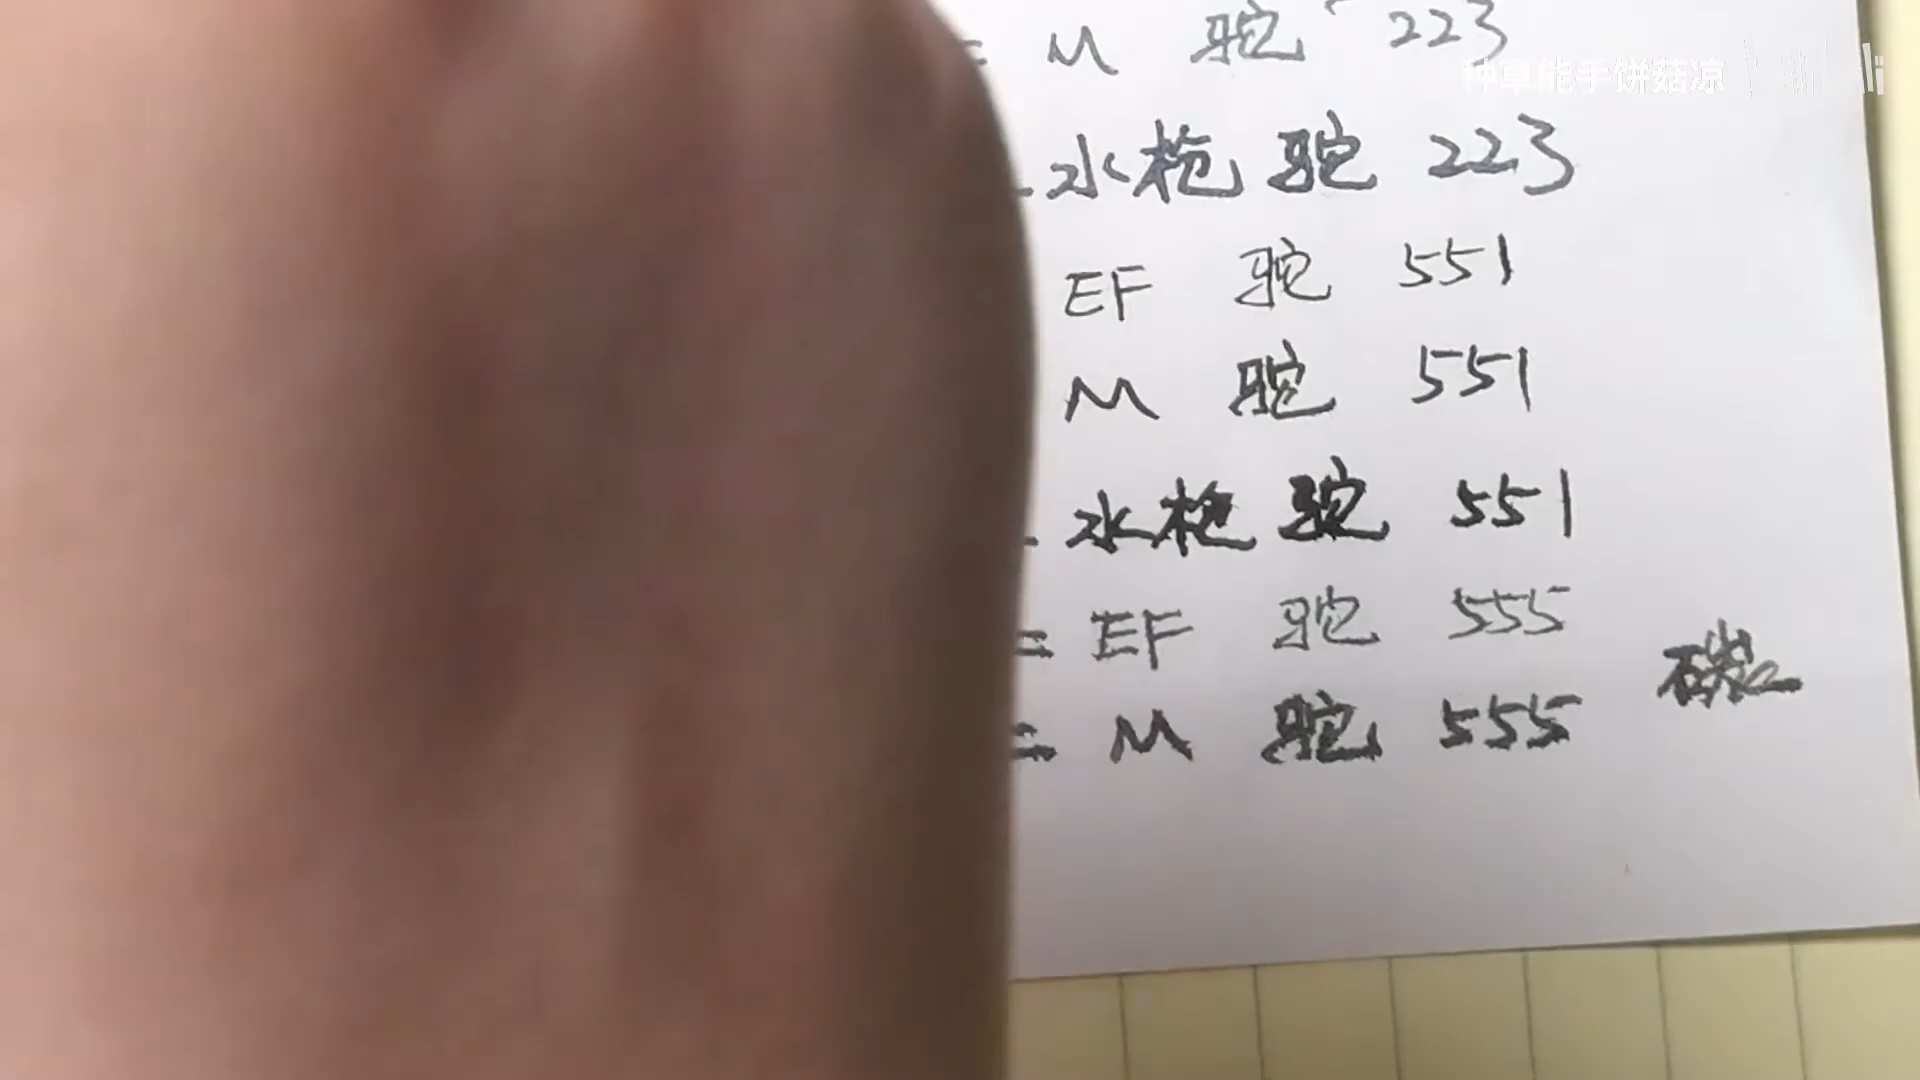 = M 驼 223
种草能手饼菇凉 bilibili
水枪 驼 223
EF 驼 551
M 驼 551
水枪 驼 551
= EF 驼 555
碳
= M 驼 555